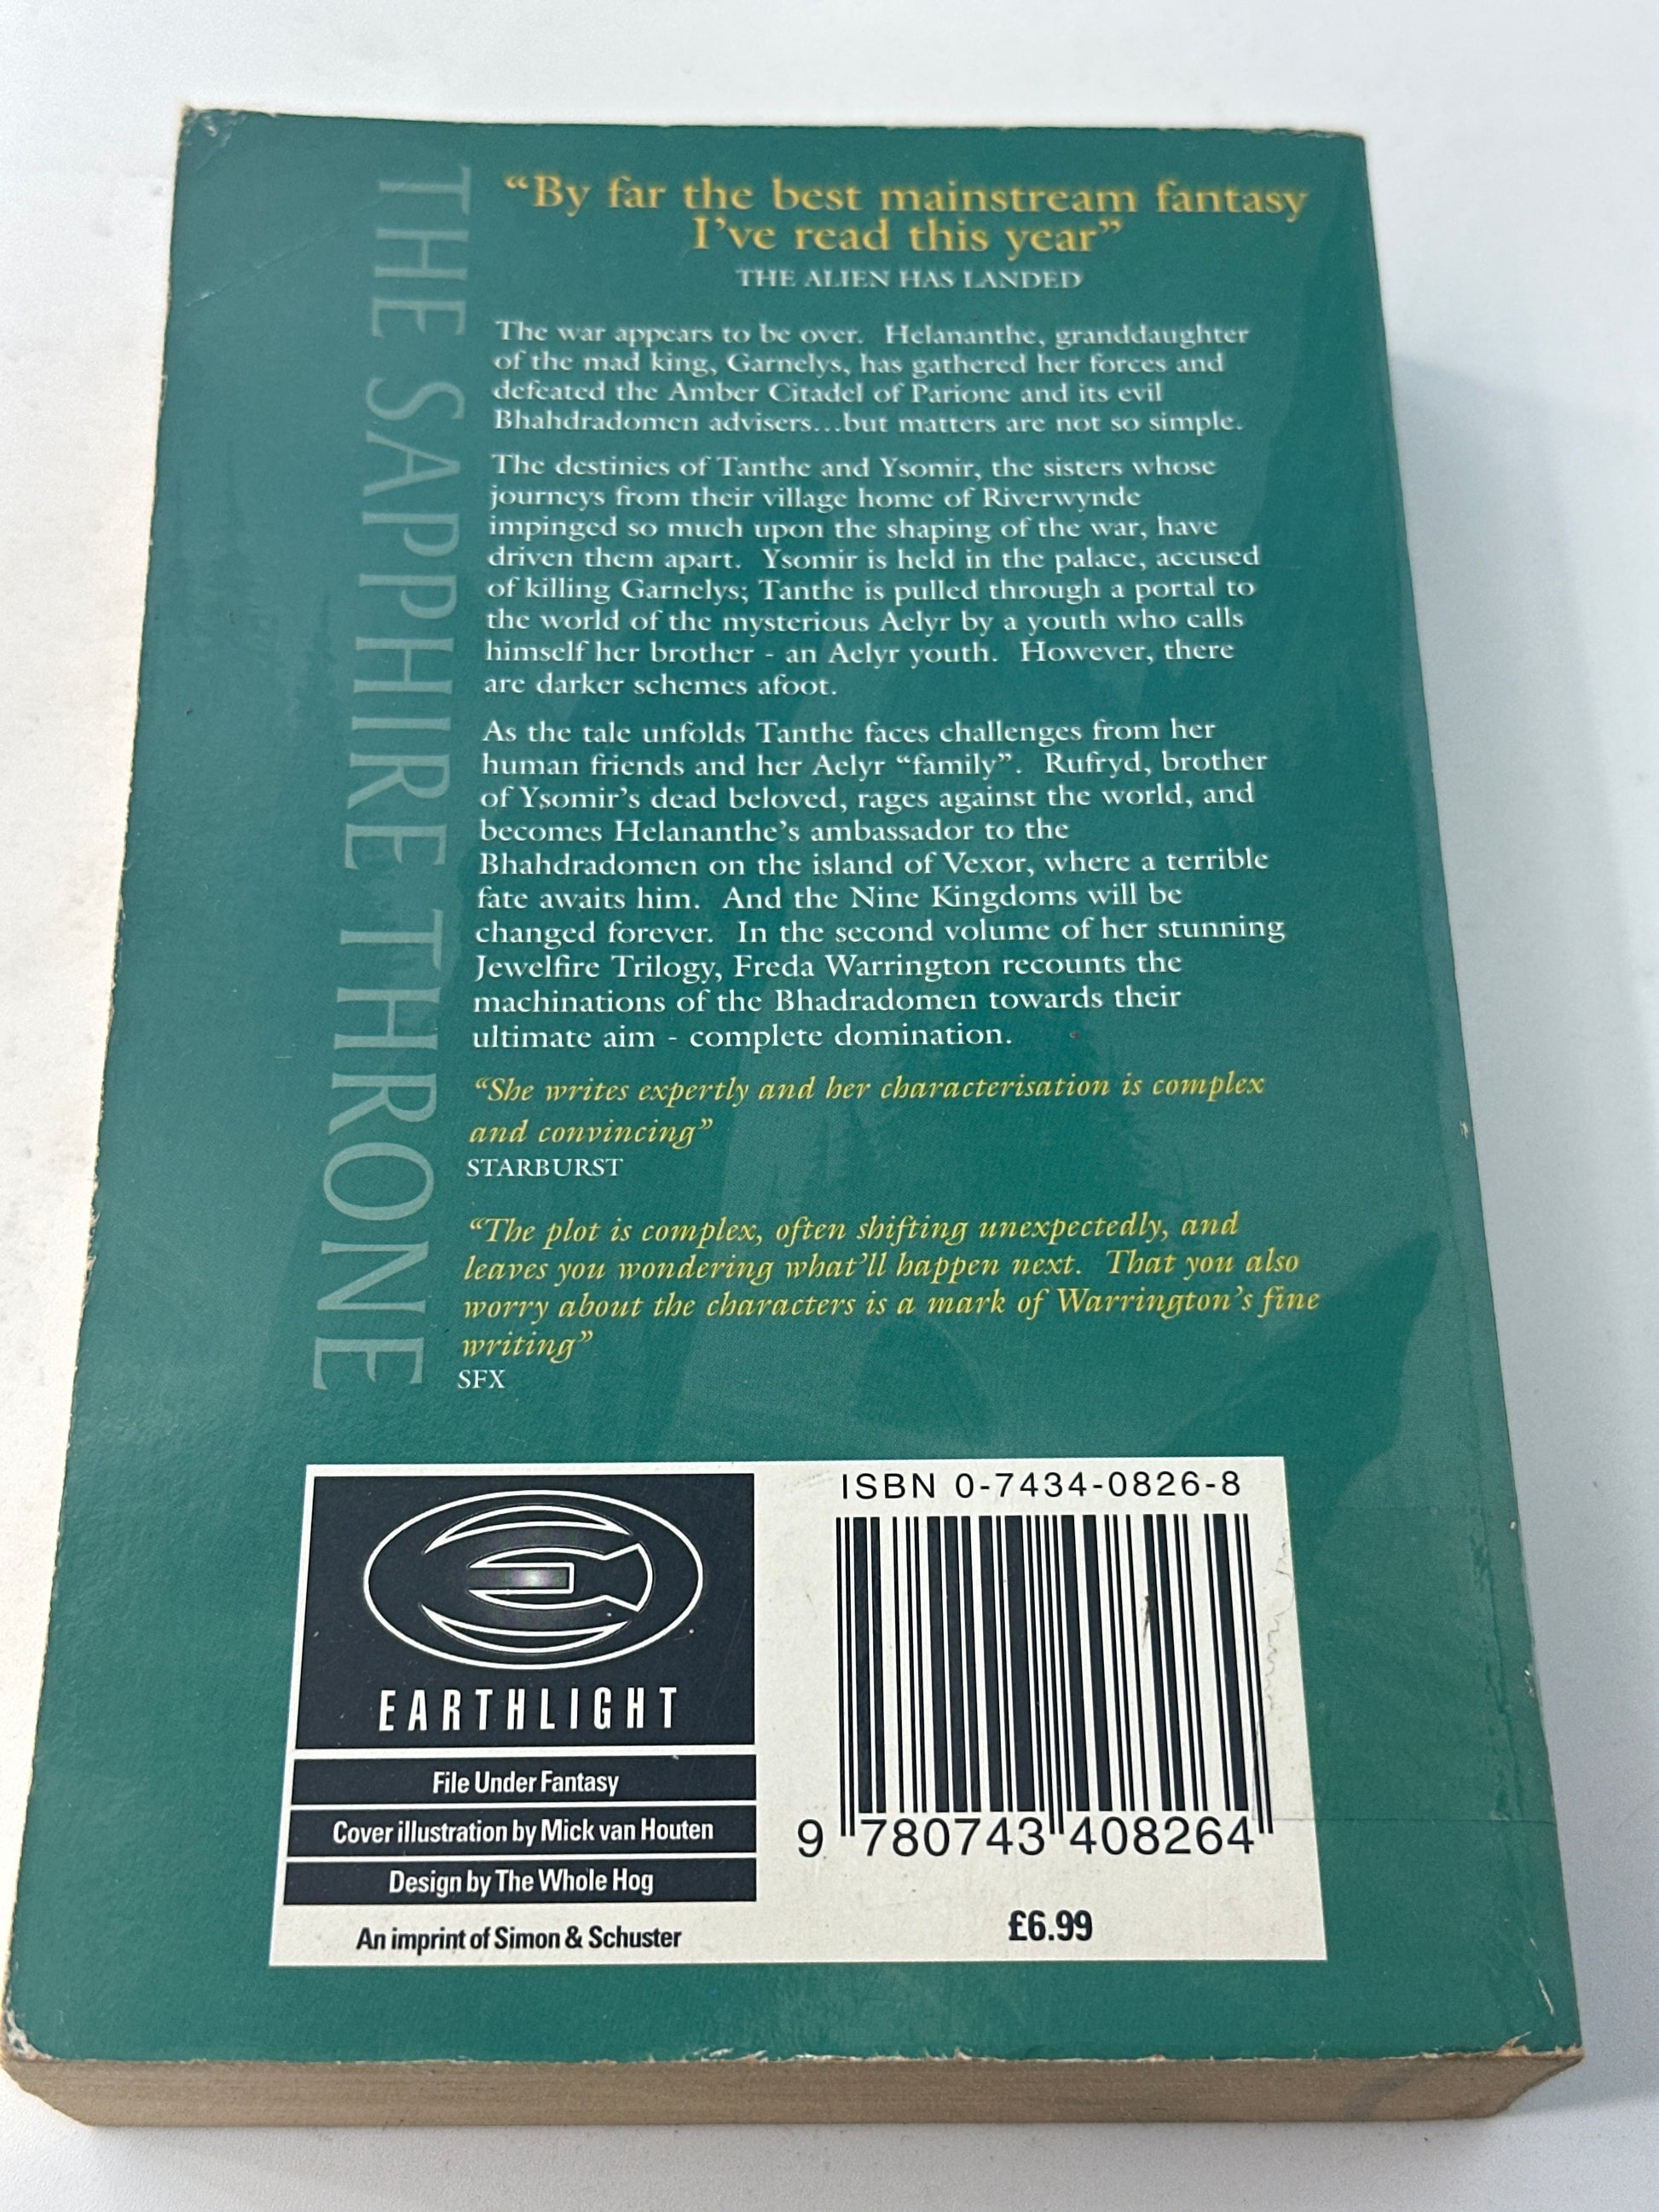 THE SAPPHIRE THRONE
“By far the best mainstream fantasy
I’ve read this year”
THE ALIEN HAS LANDED
The war appears to be over. Helananthe, granddaughter
of the mad king, Garnelys, has gathered her forces and
defeated the Amber Citadel of Parione and its evil
Bhahdradomen advisers...but matters are not so simple.
The destinies of Tanthe and Ysomir, the sisters whose
journeys from their village home of Riverwynde
impinged so much upon the shaping of the war, have
driven them apart. Ysomir is held in the palace, accused
of killing Garnelys; Tanthe is pulled through a portal to
the world of the mysterious Aelyr by a youth who calls
himself her brother - an Aelyr youth. However, there
are darker schemes afoot.
As the tale unfolds Tanthe faces challenges from her
human friends and her Aelyr “family”. Rufryd, brother
of Ysomir’s dead beloved, rages against the world, and
becomes Helananthe’s ambassador to the
Bhahdradomen on the island of Vexor, where a terrible
fate awaits him. And the Nine Kingdoms will be
changed forever. In the second volume of her stunning
Jewelfire Trilogy, Freda Warrington recounts the
machinations of the Bhadradomen towards their
ultimate aim - complete domination.
“She writes expertly and her characterisation is complex
and convincing”
STARBURST
“The plot is complex, often shifting unexpectedly, and
leaves you wondering what’ll happen next. That you also
worry about the characters is a mark of Warrington’s fine
writing”
SFX
EARTHLIGHT
File Under Fantasy
Cover illustration by Mick van Houten
Design by The Whole Hog
An imprint of Simon & Schuster
ISBN 0-7434-0826-8
9 780743 408264
£6.99